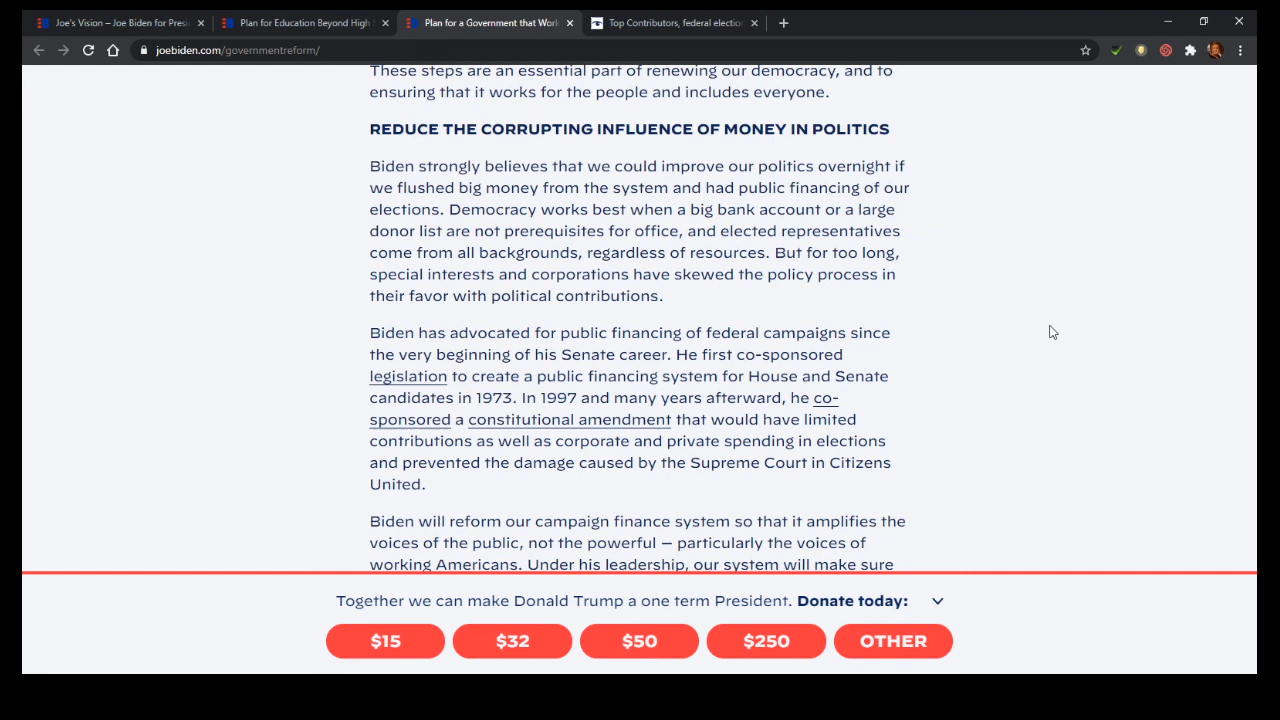 Joe's Vision – Joe Biden for Presi
Plan for Education Beyond High S
Plan for a Government that Work
Top Contributors, federal election
joebiden.com/governmentreform/
These steps are an essential part of renewing our democracy, and to
ensuring that it works for the people and includes everyone.
REDUCE THE CORRUPTING INFLUENCE OF MONEY IN POLITICS
Biden strongly believes that we could improve our politics overnight if
we flushed big money from the system and had public financing of our
elections. Democracy works best when a big bank account or a large
donor list are not prerequisites for office, and elected representatives
come from all backgrounds, regardless of resources. But for too long,
special interests and corporations have skewed the policy process in
their favor with political contributions.
Biden has advocated for public financing of federal campaigns since
the very beginning of his Senate career. He first co-sponsored
legislation to create a public financing system for House and Senate
candidates in 1973. In 1997 and many years afterward, he co-
sponsored a constitutional amendment that would have limited
contributions as well as corporate and private spending in elections
and prevented the damage caused by the Supreme Court in Citizens
United.
Biden will reform our campaign finance system so that it amplifies the
voices of the public, not the powerful — particularly the voices of
working Americans. Under his leadership, our system will make sure
Together we can make Donald Trump a one term President. Donate today:
$15 $32 $50 $250 OTHER